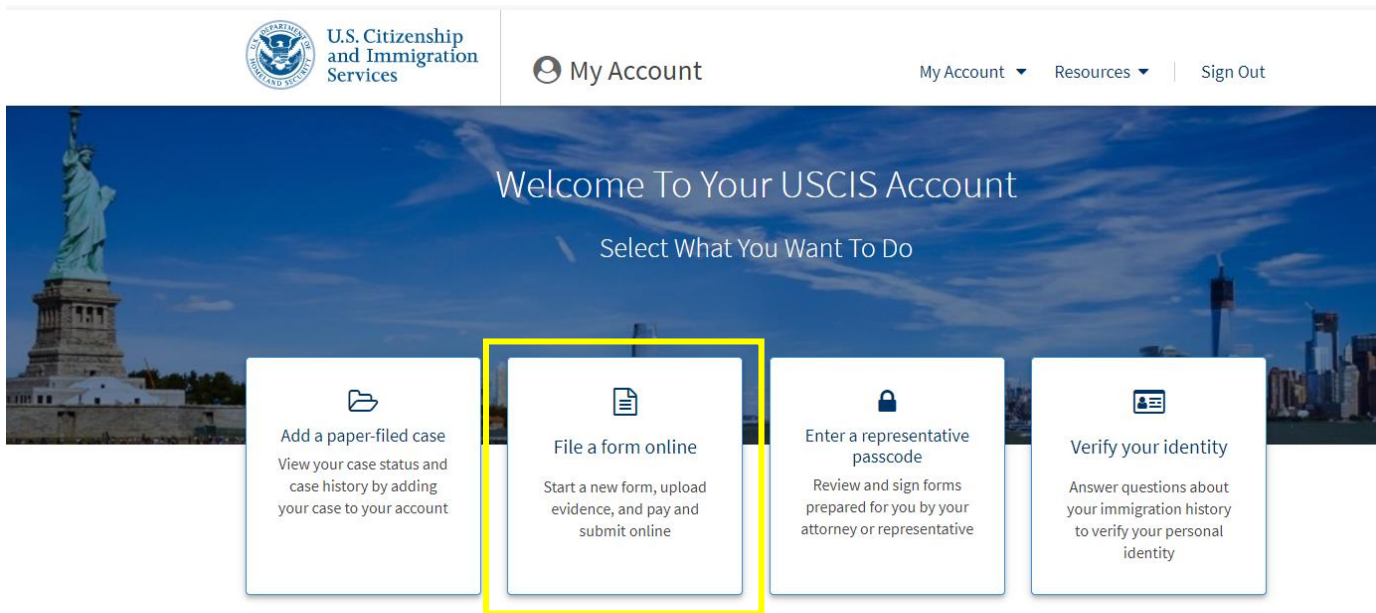 U.S. Citizenship
and Immigration
Services
My Account
My Account
Resources
Sign Out
Welcome To Your USCIS Account
Select What You Want To Do
Add a paper-filed case
View your case status and
case history by adding
your case to your account
File a form online
Start a new form, upload
evidence, and pay and
submit online
Enter a representative
passcode
Review and sign forms
prepared for you by your
attorney or representative
Verify your identity
Answer questions about
your immigration history
to verify your personal
identity